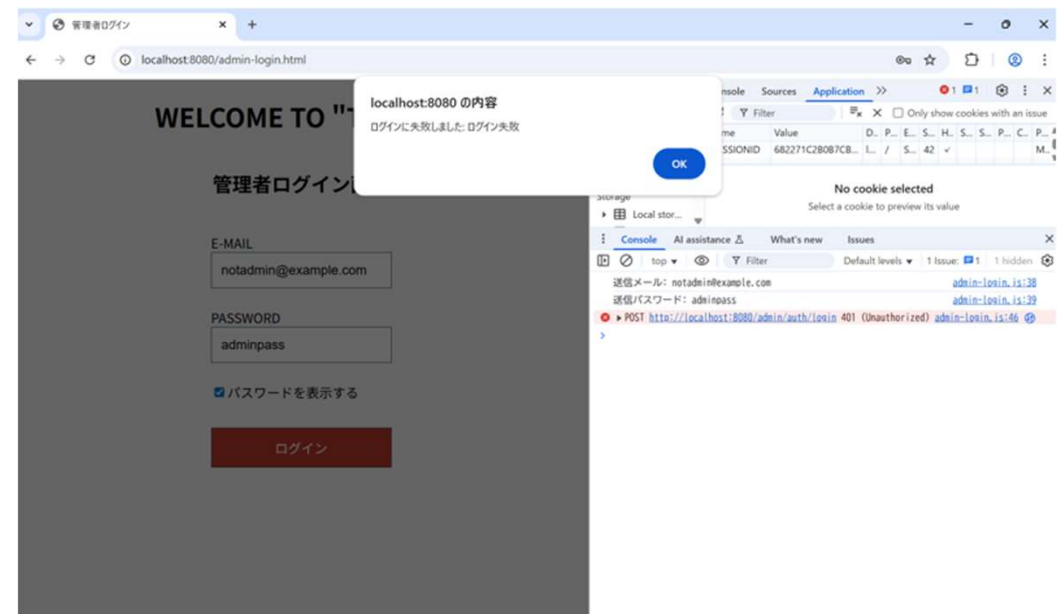 管理者ログイン
localhost:8080/admin-login.html
WELCOME TO "
管理者ログイン
E-MAIL
notadmin@example.com
PASSWORD
adminpass
パスワードを表示する
ログイン
localhost:8080 の内容
ログインに失敗しました: ログイン失敗
OK
Sources Application
1 1
Filter
Only show cookies with an issue
Value D.. P... E... S... H.. S... S... P... C... P...
682271C2B0B7CB... L... / S... 42 ✓ M...
Storage
Local stor...
No cookie selected
Select a cookie to preview its value
Console AI assistance What's new Issues
top Filter Default levels 1 Issue: 1 1 hidden
送信メール: notadmin@example.com admin-login.js:38
送信パスワード: adminpass admin-login.js:39
POST http://localhost:8080/admin/auth/login 401 (Unauthorized) admin-login.js:46